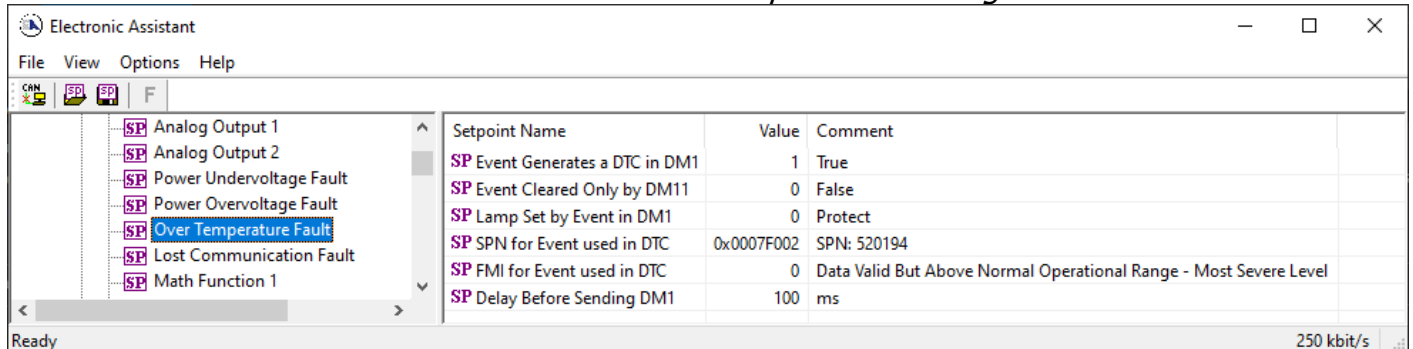 Electronic Assistant
File View Options Help
CAN SP SP F
SP Analog Output 1
SP Analog Output 2
SP Power Undervoltage Fault
SP Power Overvoltage Fault
SP Over Temperature Fault
SP Lost Communication Fault
SP Math Function 1
Setpoint Name Value Comment
SP Event Generates a DTC in DM1 1 True
SP Event Cleared Only by DM11 0 False
SP Lamp Set by Event in DM1 0 Protect
SP SPN for Event used in DTC 0x0007F002 SPN: 520194
SP FMI for Event used in DTC 0 Data Valid But Above Normal Operational Range - Most Severe Level
SP Delay Before Sending DM1 100 ms
Ready 250 kbit/s